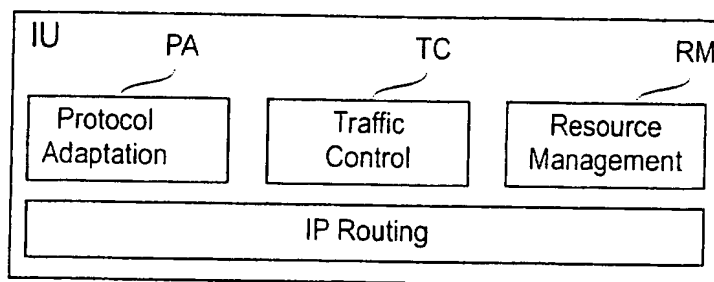 IU
PA
TC
RM
Protocol
Adaptation
Traffic
Control
Resource
Management
IP Routing